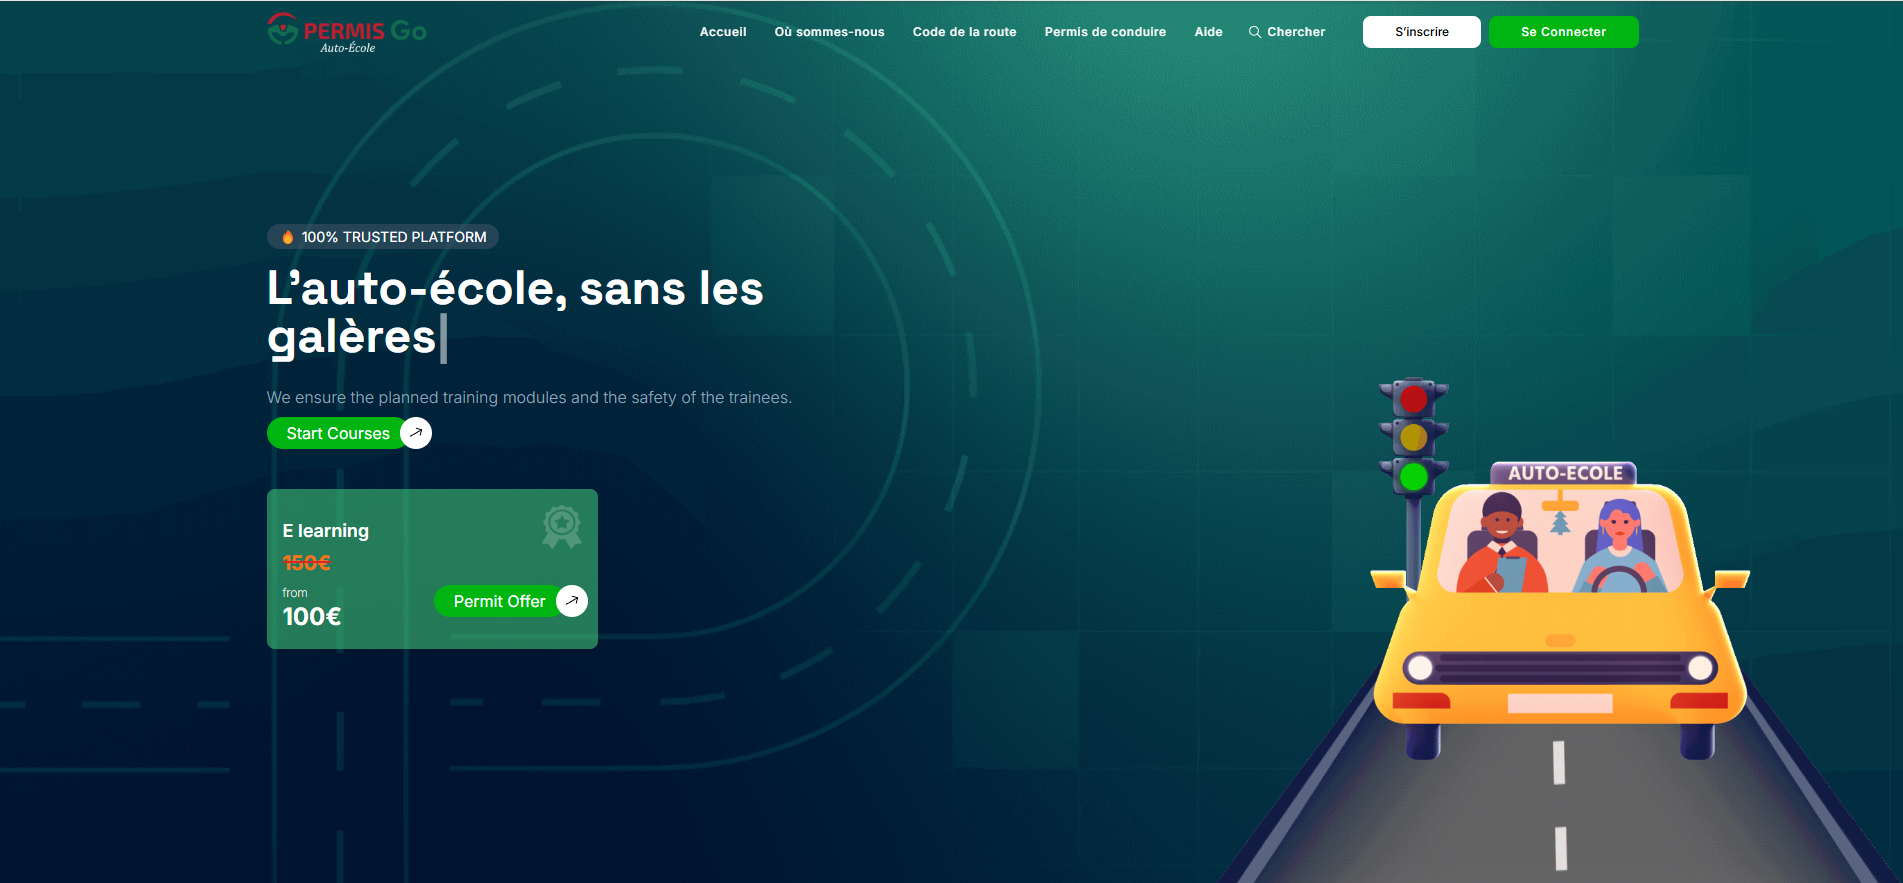 PERMIS Go
Auto-École
Accueil
Où sommes-nous
Code de la route
Permis de conduire
Aide
Chercher
S'inscrire
Se Connecter
100% TRUSTED PLATFORM
L'auto-école, sans les
galères
We ensure the planned training modules and the safety of the trainees.
Start Courses
E learning
150€
from
100€
Permit Offer
AUTO-ECOLE